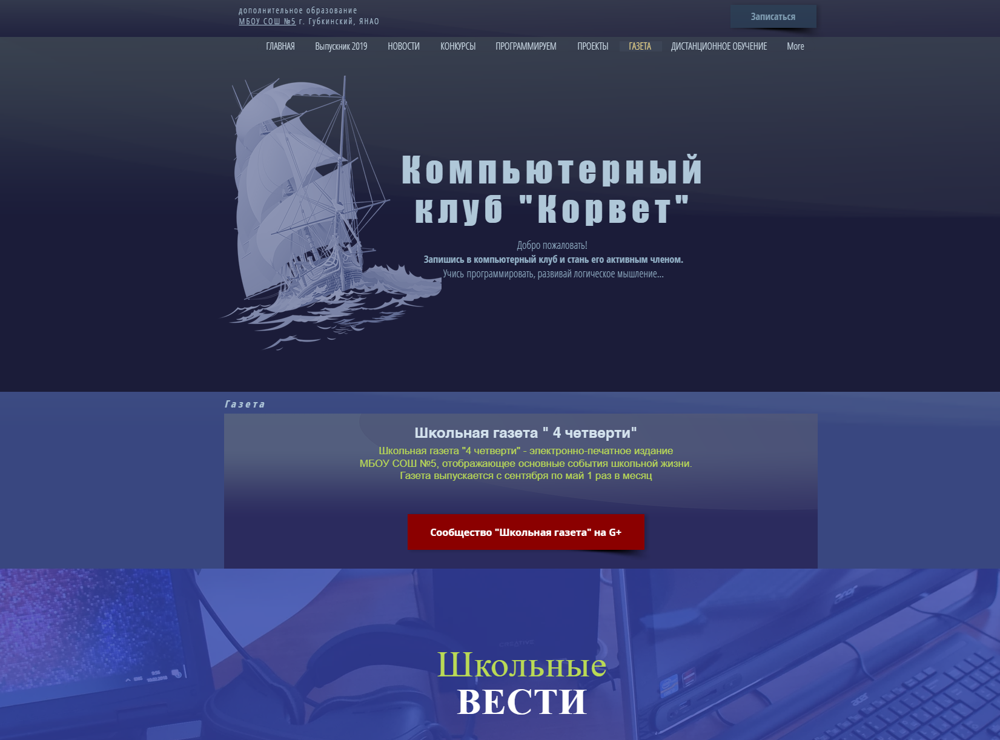 дополнительное образование
МБОУ СОШ №5 г. Губкинский, ЯНАО
Записаться
ГЛАВНАЯ Выпускник 2019 НОВОСТИ КОНКУРСЫ ПРОГРАММИРУЕМ ПРОЕКТЫ ГАЗЕТА ДИСТАНЦИОННОЕ ОБУЧЕНИЕ More
Компьютерный
клуб "Корвет"
Добро пожаловать!
Запишись в компьютерный клуб и стань его активным членом.
Учись программировать, развивай логическое мышление...
Газета
Школьная газета " 4 четверти"
Школьная газета "4 четверти" - электронно-печатное издание
МБОУ СОШ №5, отображающее основные события школьной жизни.
Газета выпускается с сентября по май 1 раз в месяц
Сообщество "Школьная газета" на G+
CREATIVE
acer
acer
Школьные
ВЕСТИ